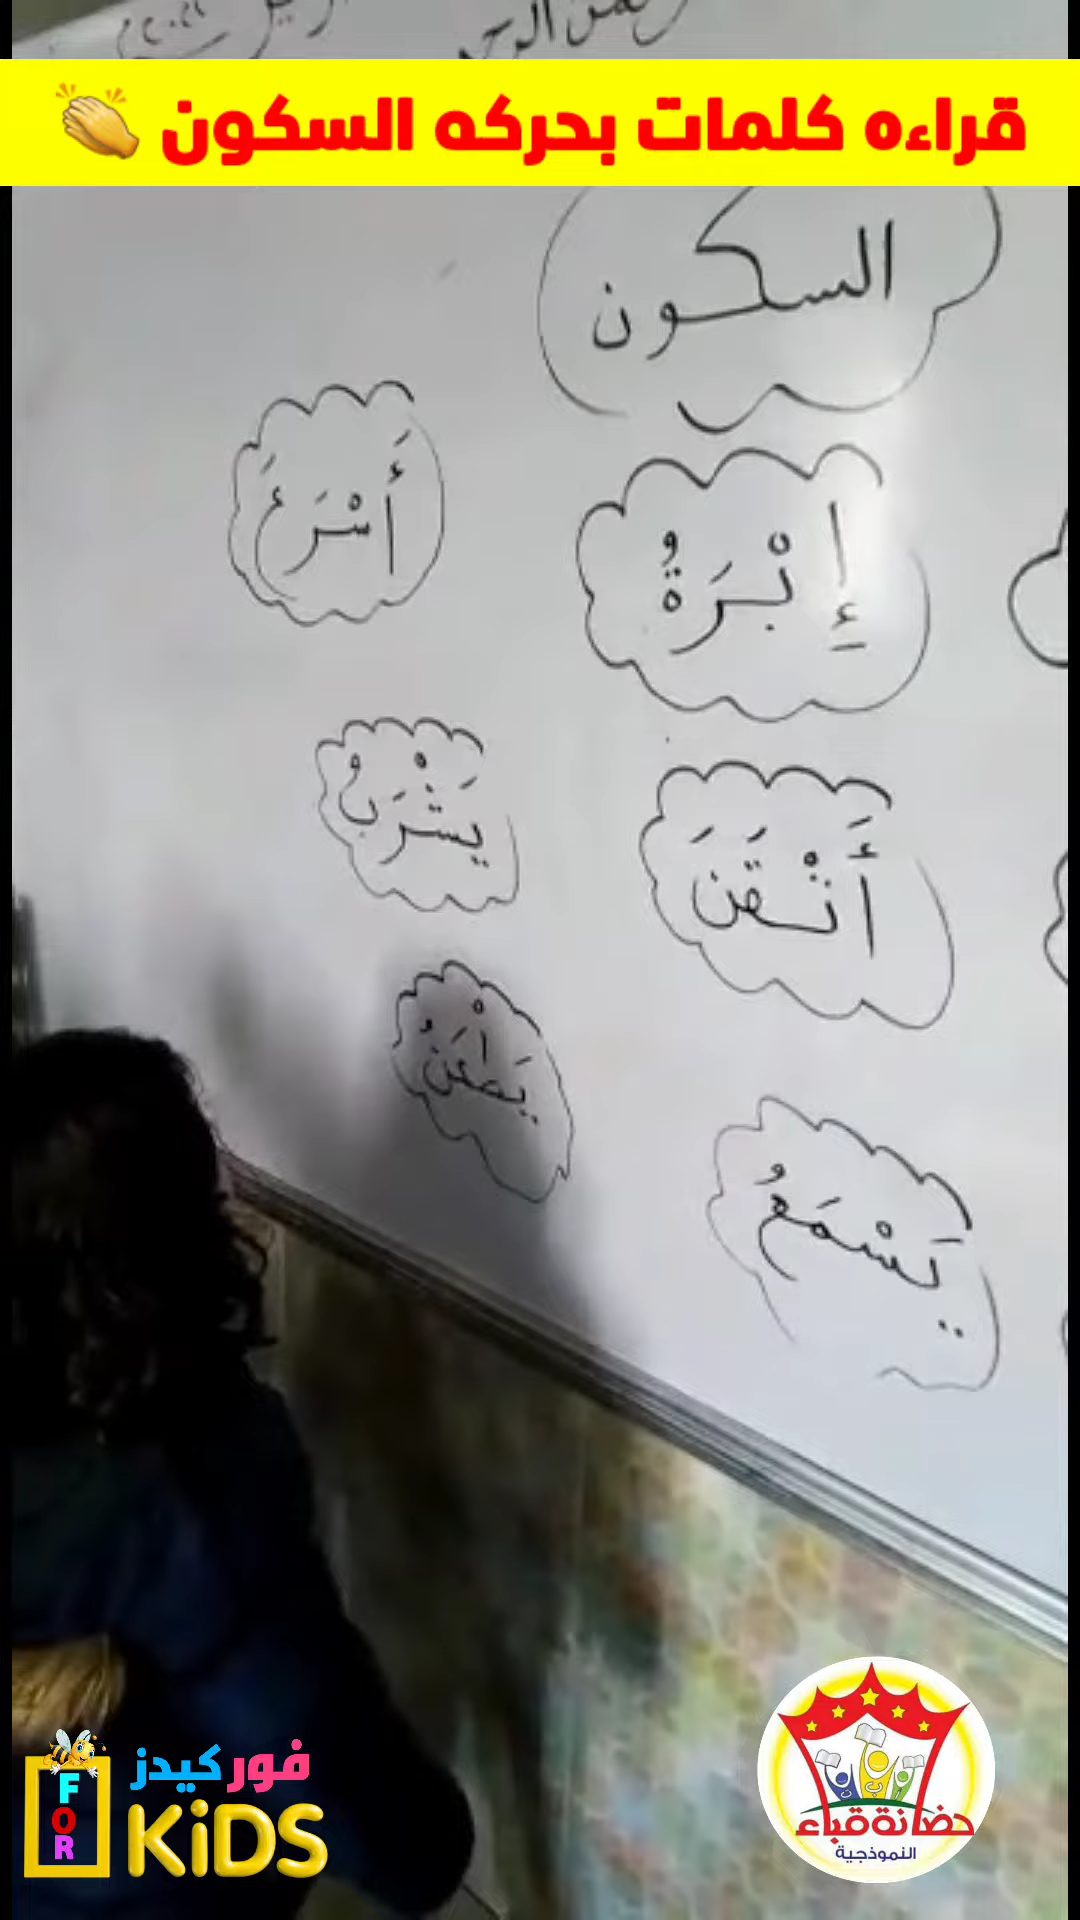 قراءه كلمات بحركه السكون 👏
السكون
إِبْرَةٌ
أَسْرَعَ
أَنْقَنَ
يَشْرَبُ
يَسْمَعُ
يَطْعَنُ
فور كيدز
FOR KiDS
حضانة قباء
النموذجية